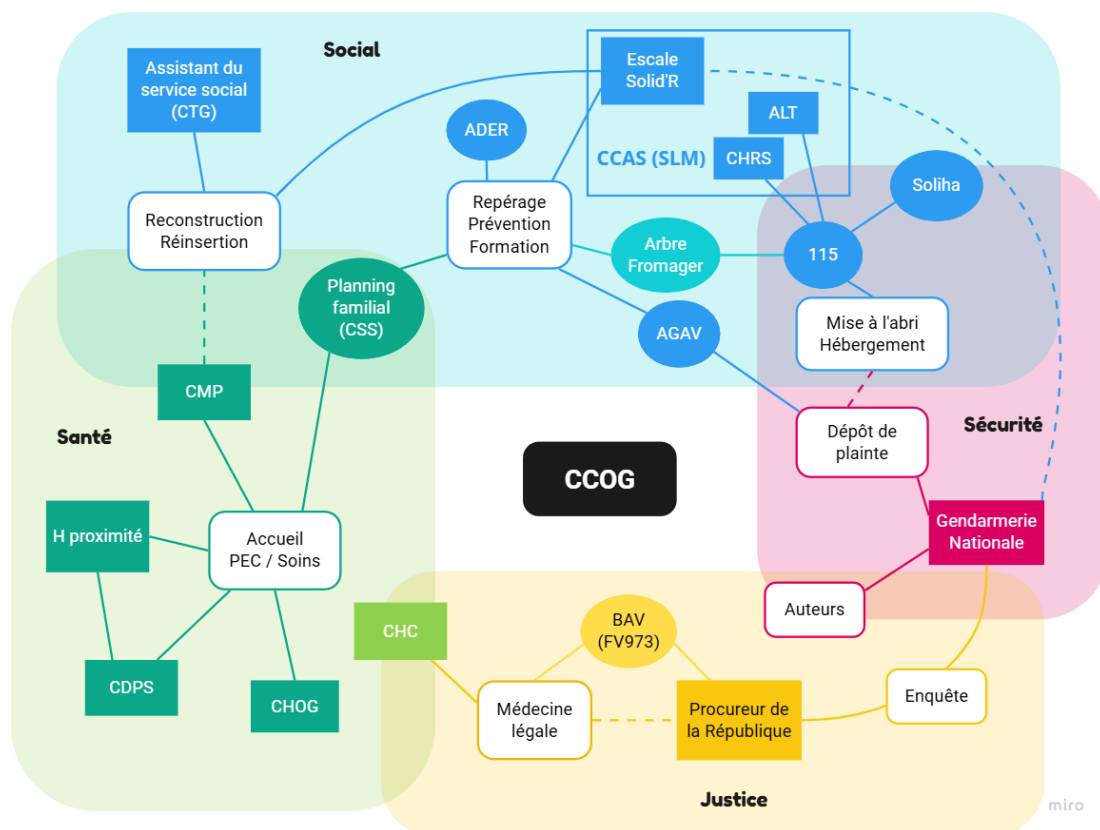 Social
Assistant du
service social
(CTG)
Escale
Solid'R
ALT
ADER
CCAS (SLM)
CHRS
Soliha
Reconstruction
Réinsertion
Repérage
Prévention
Formation
Arbre
Fromager
115
Planning
familial
(CSS)
AGAV
Mise à l'abri
Hébergement
CMP
Santé
Dépôt de
plainte
Sécurité
CCOG
Gendarmerie
Nationale
H proximité
Accueil
PEC / Soins
Auteurs
CHC
BAV
(FV973)
CDPS
CHOG
Médecine
légale
Procureur de
la République
Enquête
Justice
miro